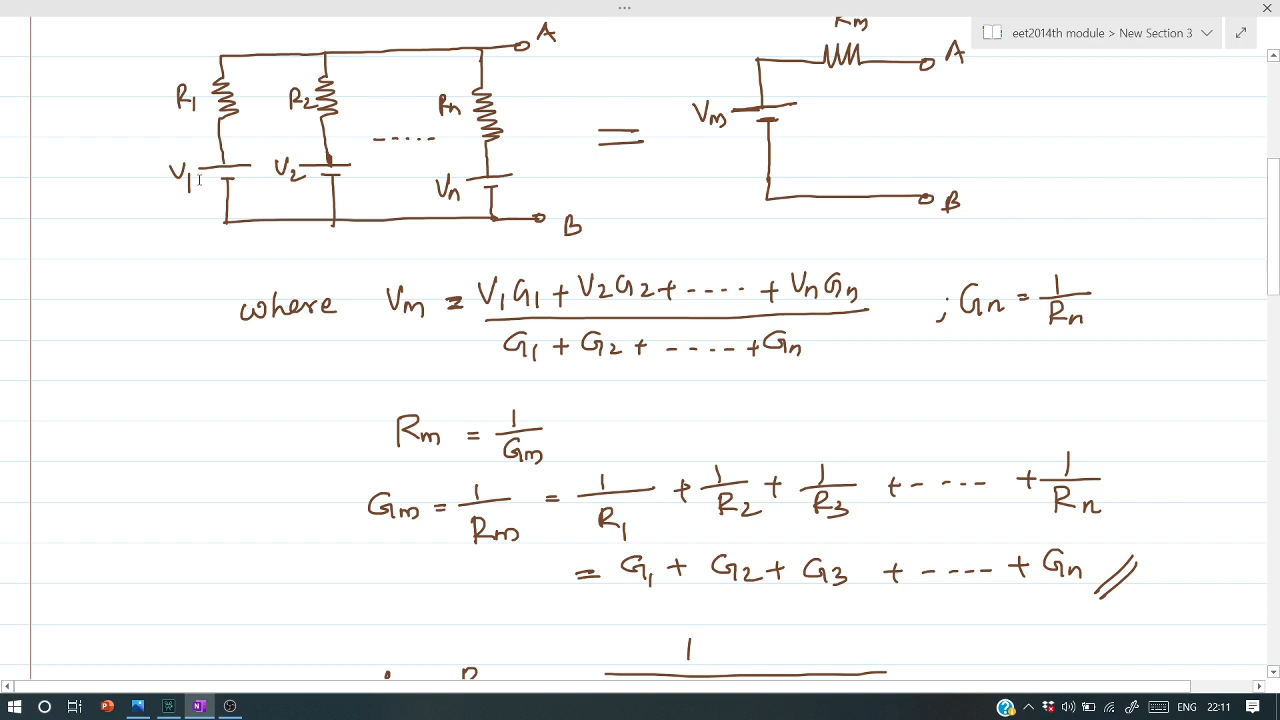 eet2014th module > New Section 3
A
R1
R2
Rn
V1
V2
Vn
.....
B
=
Rm
A
Vm
B
where Vm = V1G1 + V2G2 + ---- + VnGn / G1 + G2 + ----- + Gn ; Gn = 1/Rn
Rm = 1/Gm
Gm = 1/Rm = 1/R1 + 1/R2 + 1/R3 + ---- + 1/Rn
= G1 + G2 + G3 + ---- + Gn //
1
ENG 22:11